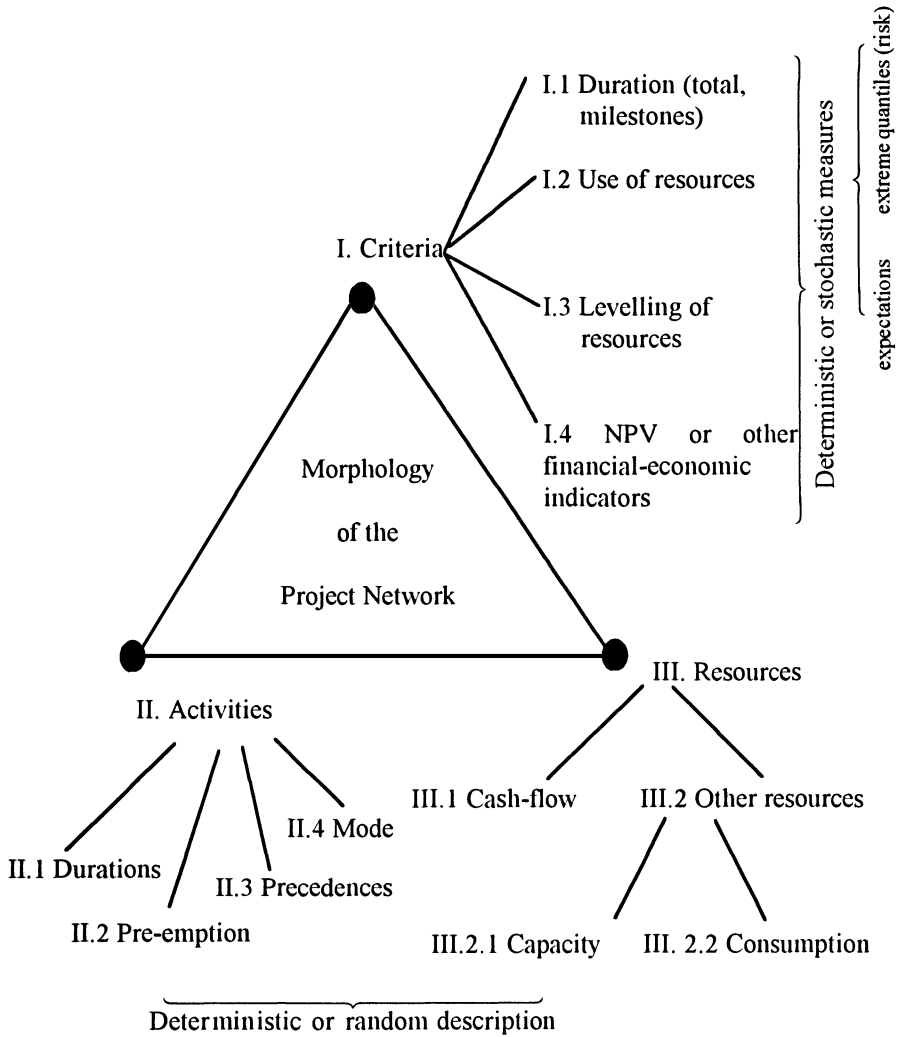 I.1 Duration (total,
milestones)
I.2 Use of resources
I. Criteria
I.3 Levelling of
resources
I.4 NPV or other
financial-economic
indicators
Deterministic or stochastic measures
expectations extreme quantiles (risk)
Morphology
of the
Project Network
II. Activities
II.1 Durations
II.2 Pre-emption
II.3 Precedences
II.4 Mode
III. Resources
III.1 Cash-flow
III.2 Other resources
III.2.1 Capacity
III. 2.2 Consumption
Deterministic or random description